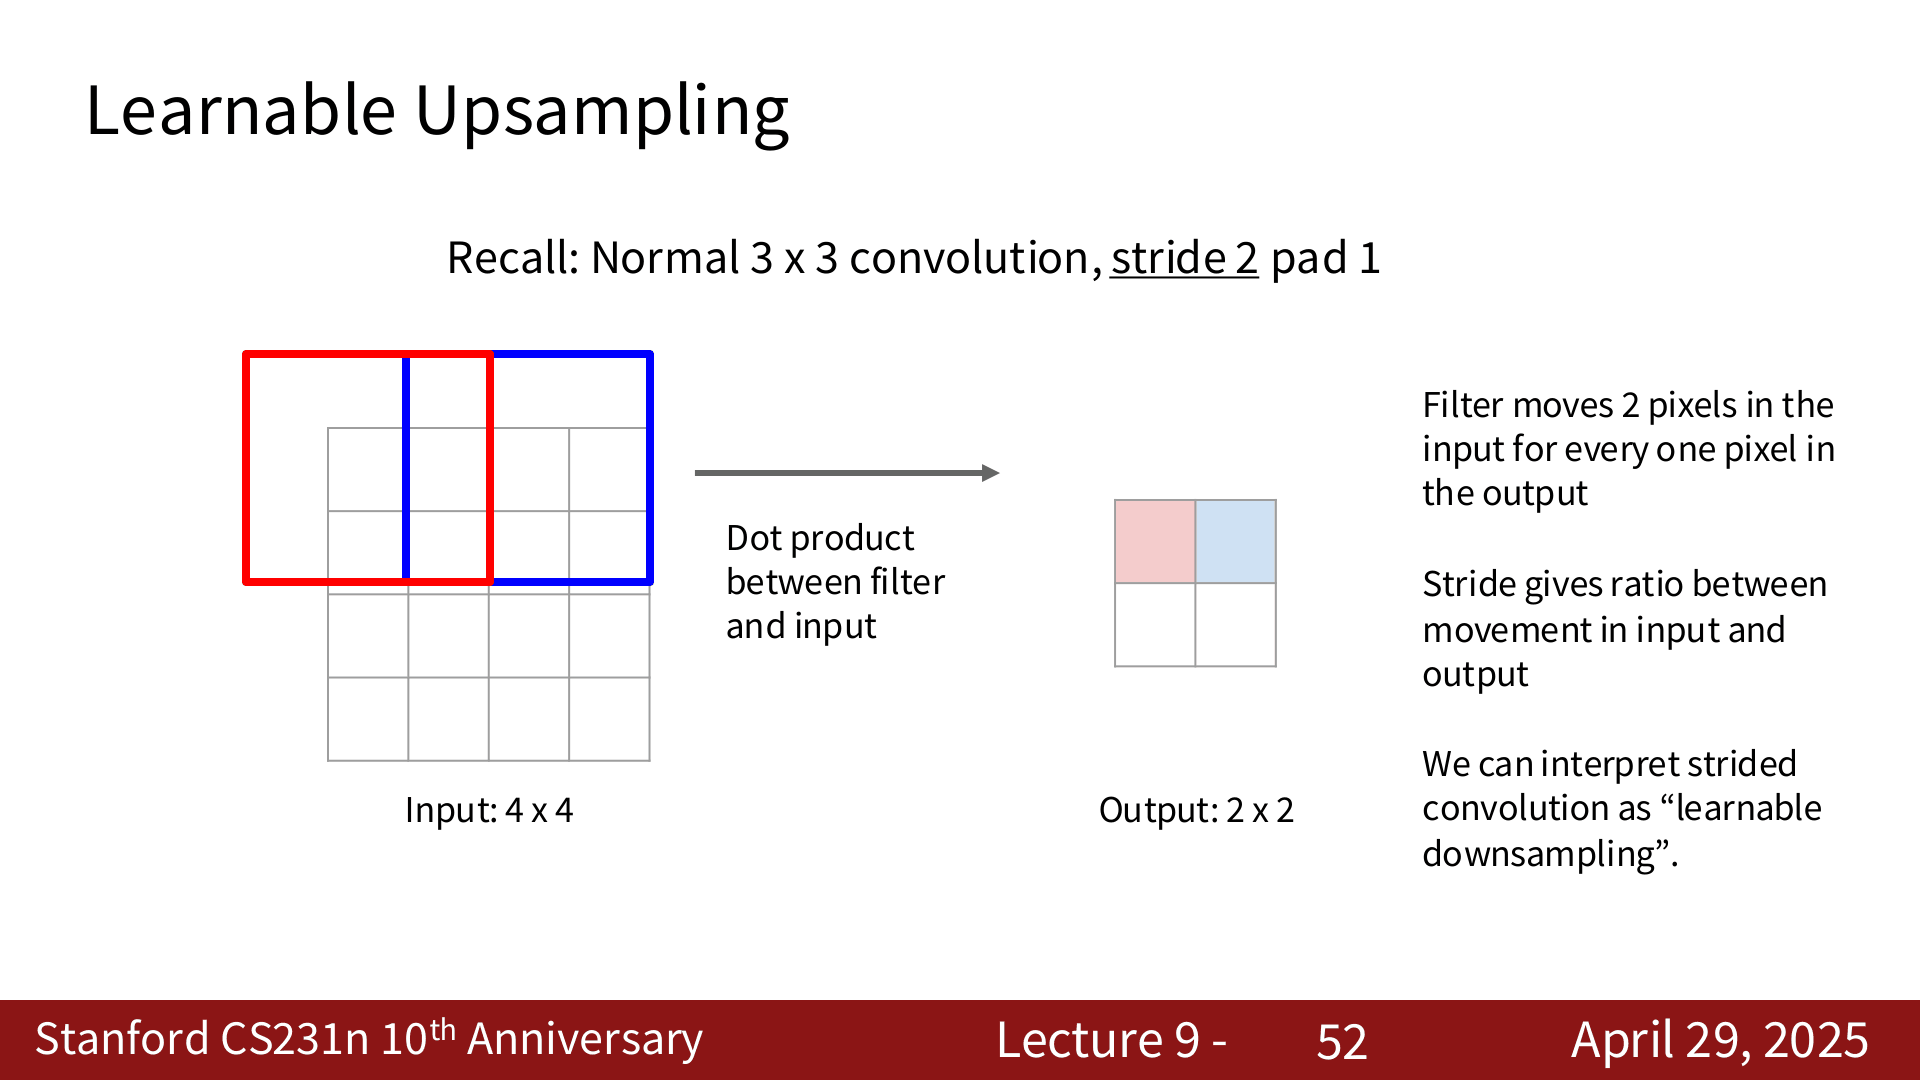 Learnable Upsampling
Recall: Normal 3 x 3 convolution, stride 2 pad 1
Dot product
between filter
and input
Input: 4 x 4
Output: 2 x 2
Filter moves 2 pixels in the
input for every one pixel in
the output
Stride gives ratio between
movement in input and
output
We can interpret strided
convolution as “learnable
downsampling”.
Stanford CS231n 10th Anniversary
Lecture 9 - 52
April 29, 2025